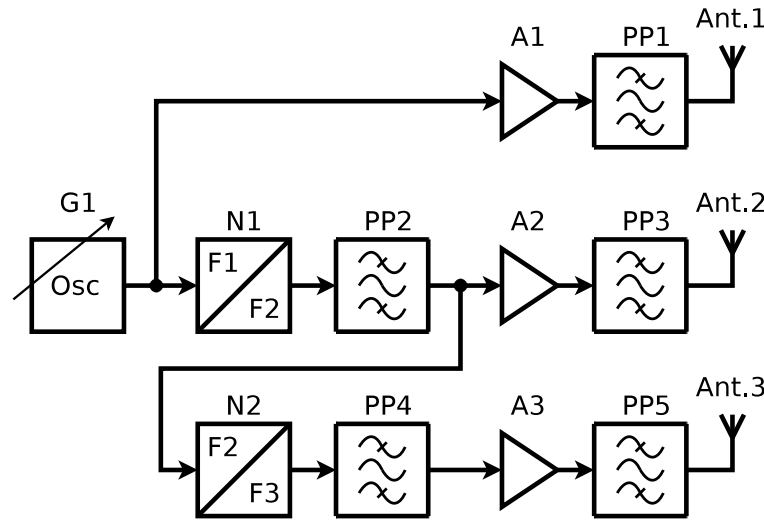 Ant.1
A1
PP1
G1
N1
PP2
A2
PP3
Ant.2
Osc
F1
F2
N2
PP4
A3
PP5
Ant.3
F2
F3